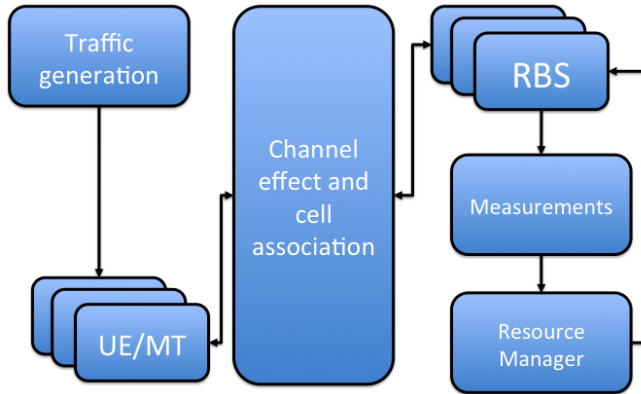 Traffic
generation
Channel
effect and
cell
association
RBS
Measurements
UE/MT
Resource
Manager